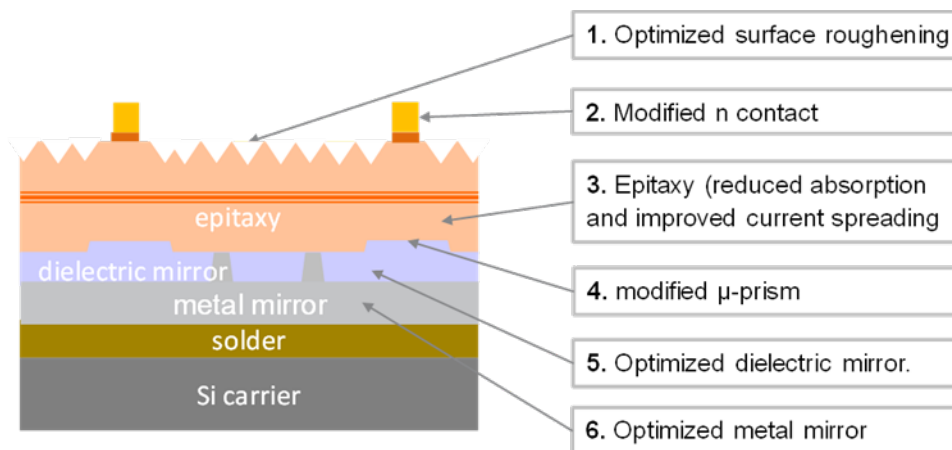 1. Optimized surface roughening
2. Modified n contact
3. Epitaxy (reduced absorption
and improved current spreading
epitaxy
dielectric mirror
4. modified µ-prism
metal mirror
solder
5. Optimized dielectric mirror.
Si carrier
6. Optimized metal mirror